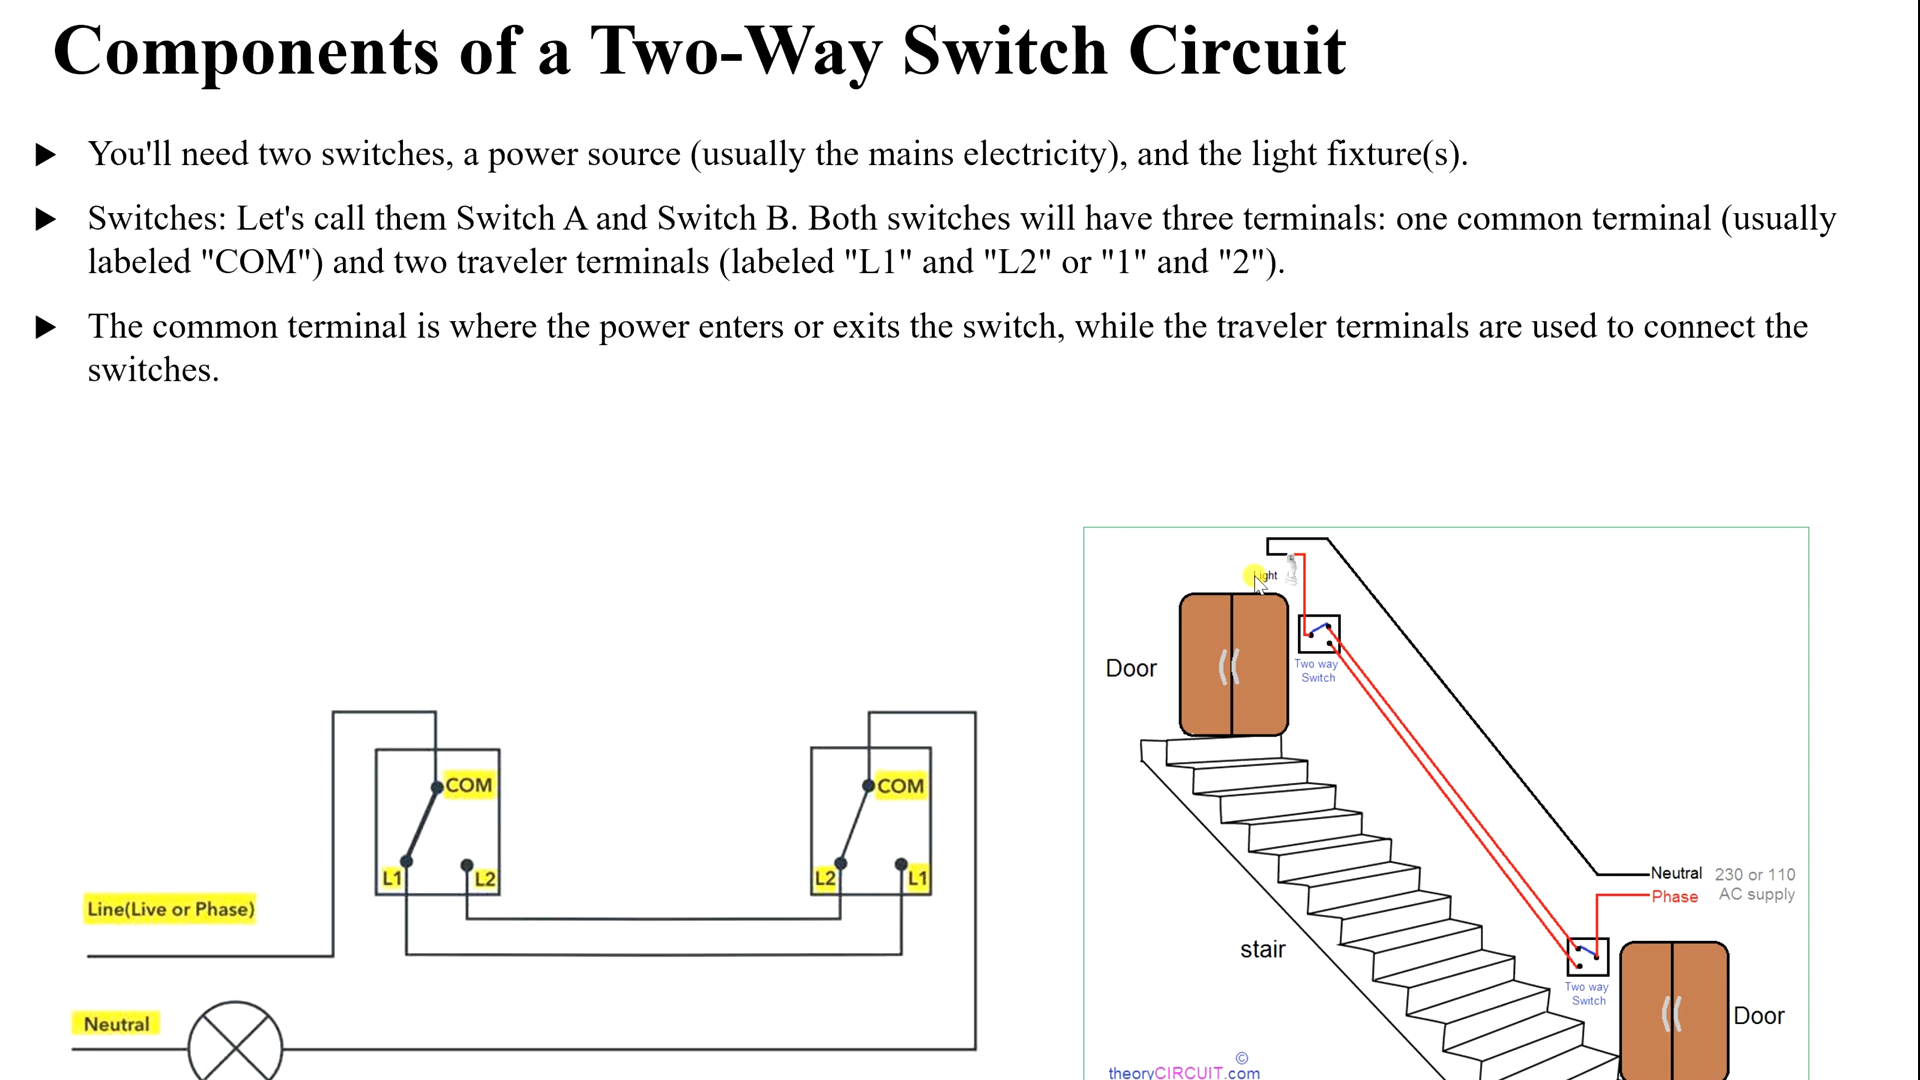 Components of a Two-Way Switch Circuit
You'll need two switches, a power source (usually the mains electricity), and the light fixture(s).
Switches: Let's call them Switch A and Switch B. Both switches will have three terminals: one common terminal (usually
labeled "COM") and two traveler terminals (labeled "L1" and "L2" or "1" and "2").
The common terminal is where the power enters or exits the switch, while the traveler terminals are used to connect the
switches.
COM
L1
L2
COM
L2
L1
Line(Live or Phase)
Neutral
Door
Two way
Switch
Neutral
Phase
230 or 110
AC supply
stair
Two way
Switch
Door
©
theoryCIRCUIT.com